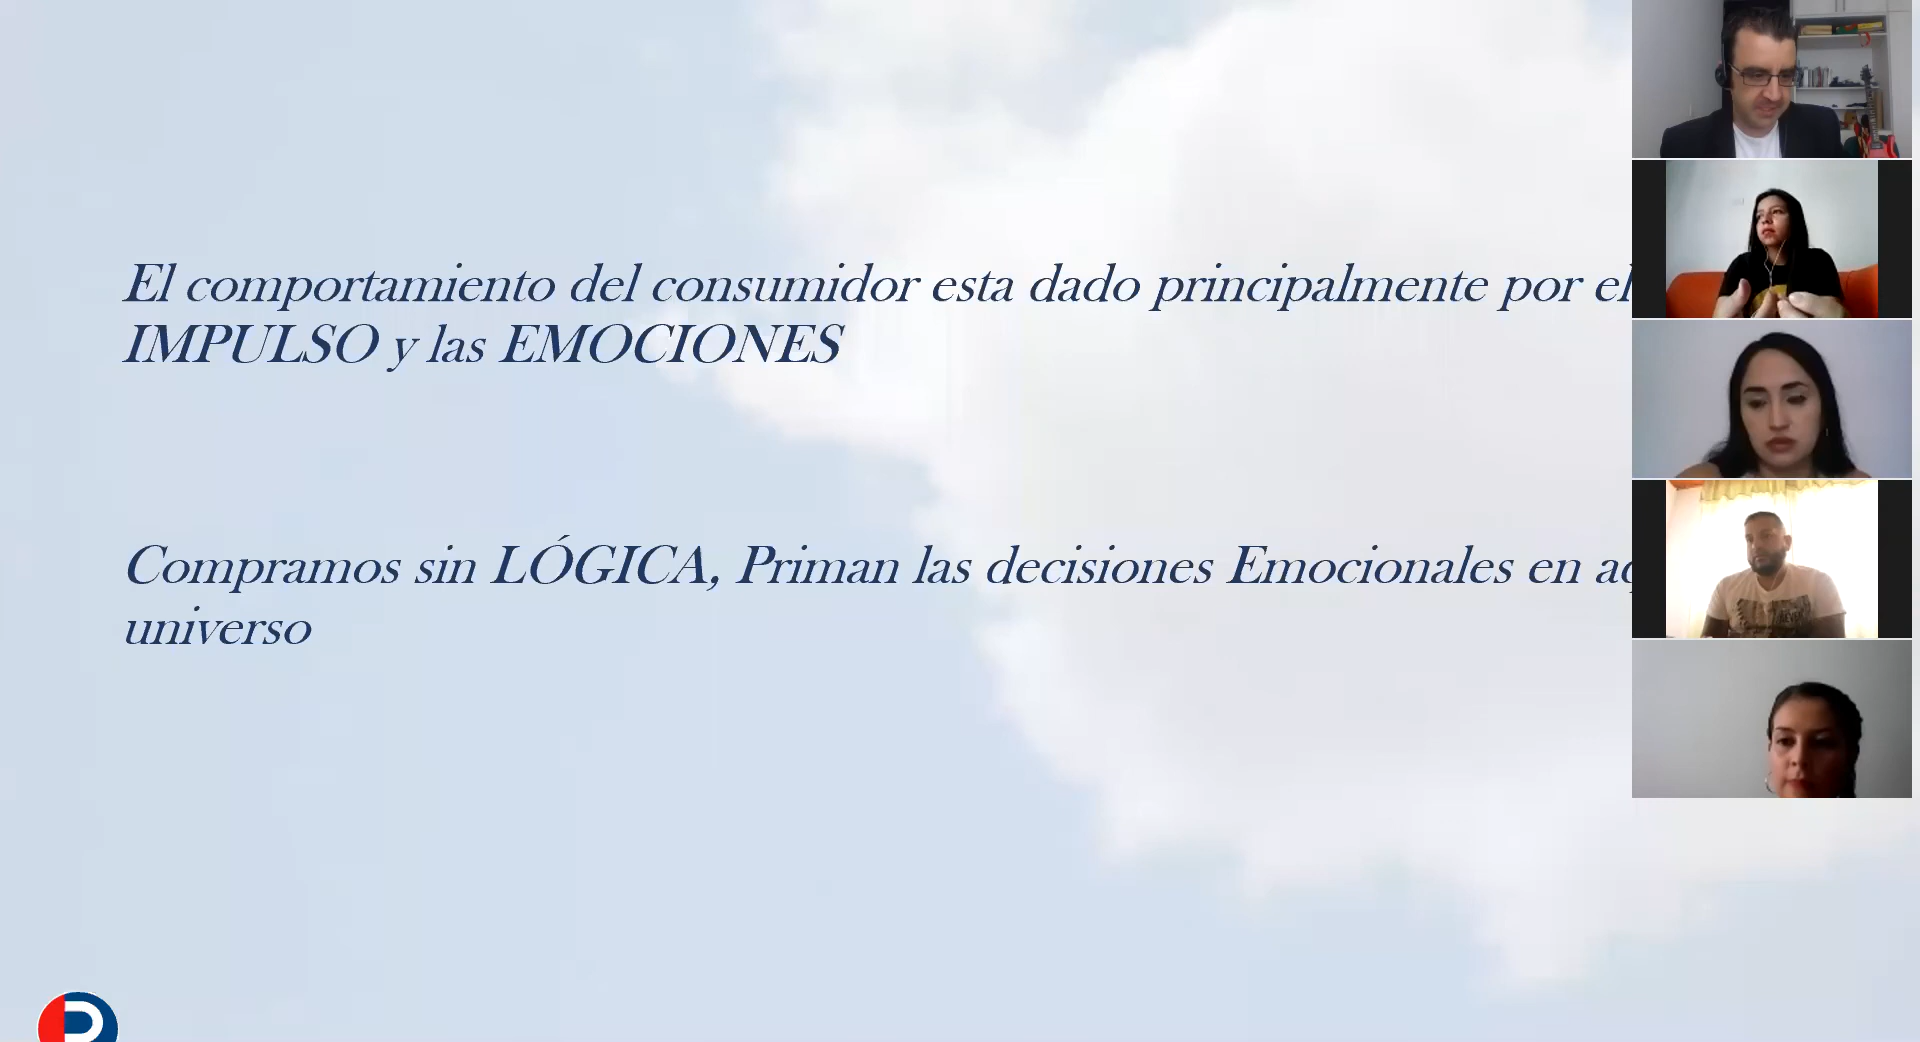 El comportamiento del consumidor esta dado principalmente por el
IMPULSO y las EMOCIONES
Compramos sin LÓGICA, Priman las decisiones Emocionales en
universo